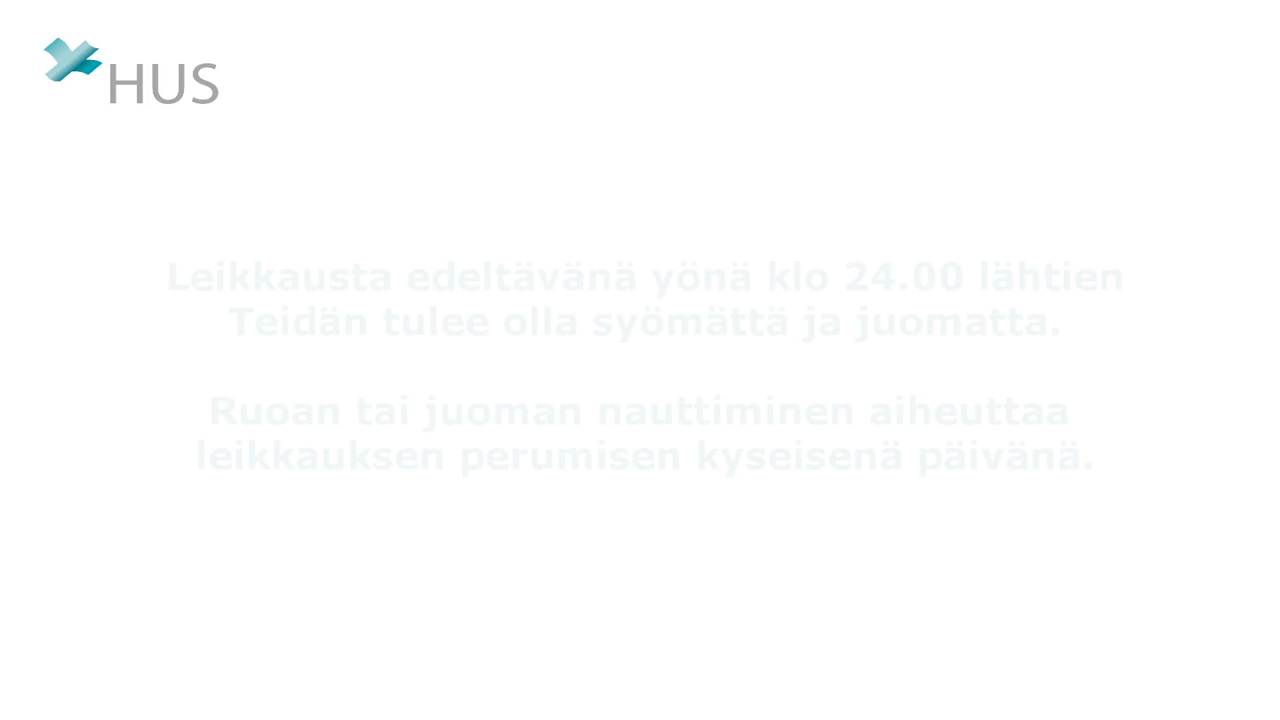 HUS
Leikkausta edeltävänä yönä klo 24.00 lähtien
Teidän tulee olla syömättä ja juomatta.
Ruoan tai juoman nauttiminen aiheuttaa
leikkauksen perumisen kyseisenä päivänä.